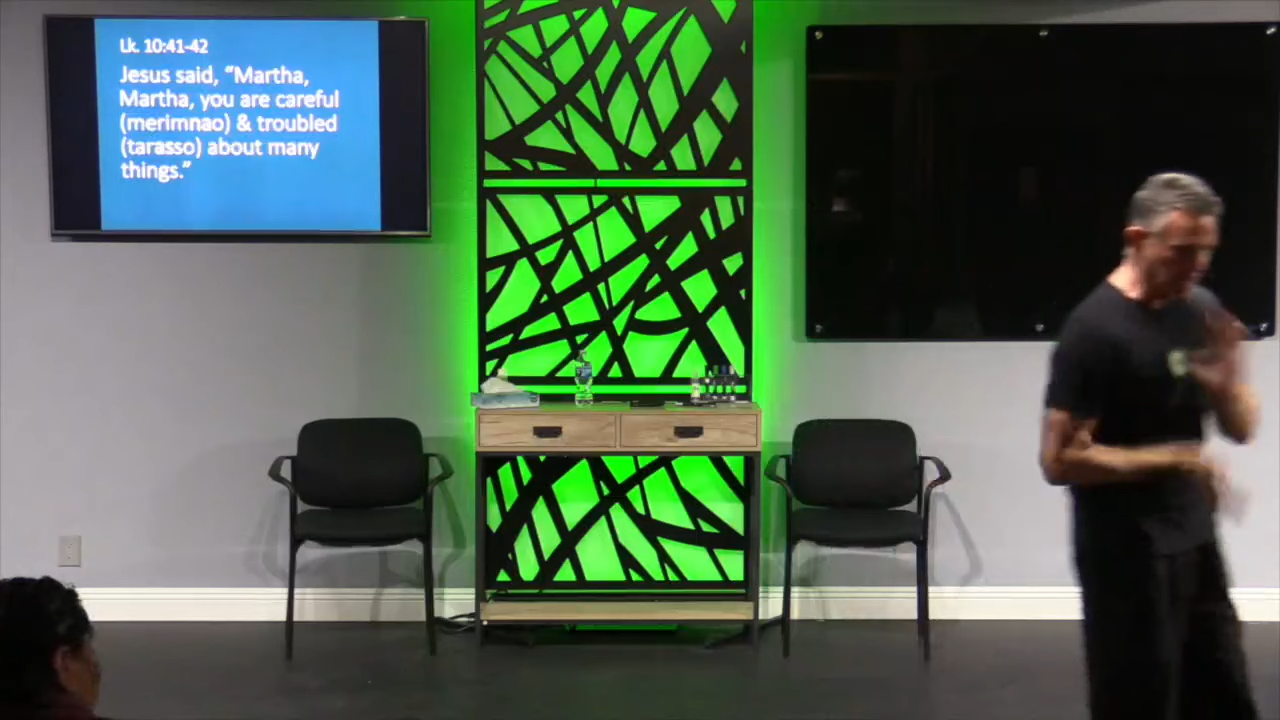 Lk. 10:41-42
Jesus said, “Martha,
Martha, you are careful
(merimnao) & troubled
(tarasso) about many
things.”